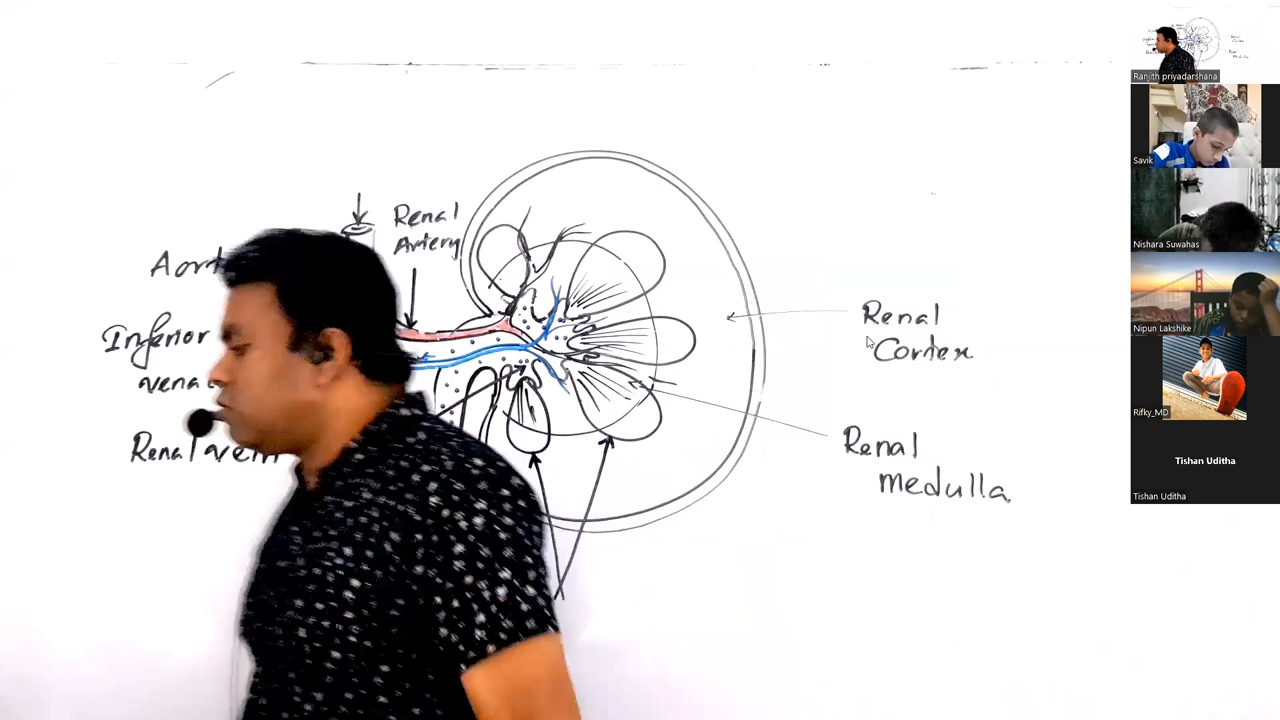 Renal
Artery
Inferior
vena
Renal vein
Renal
Cortex
Renal
medulla
Ranjith priyadarshana
Savik
Nishara Suwahas
Nipun Lakshike
Rifky_MD
Tishan Uditha
Tishan Uditha